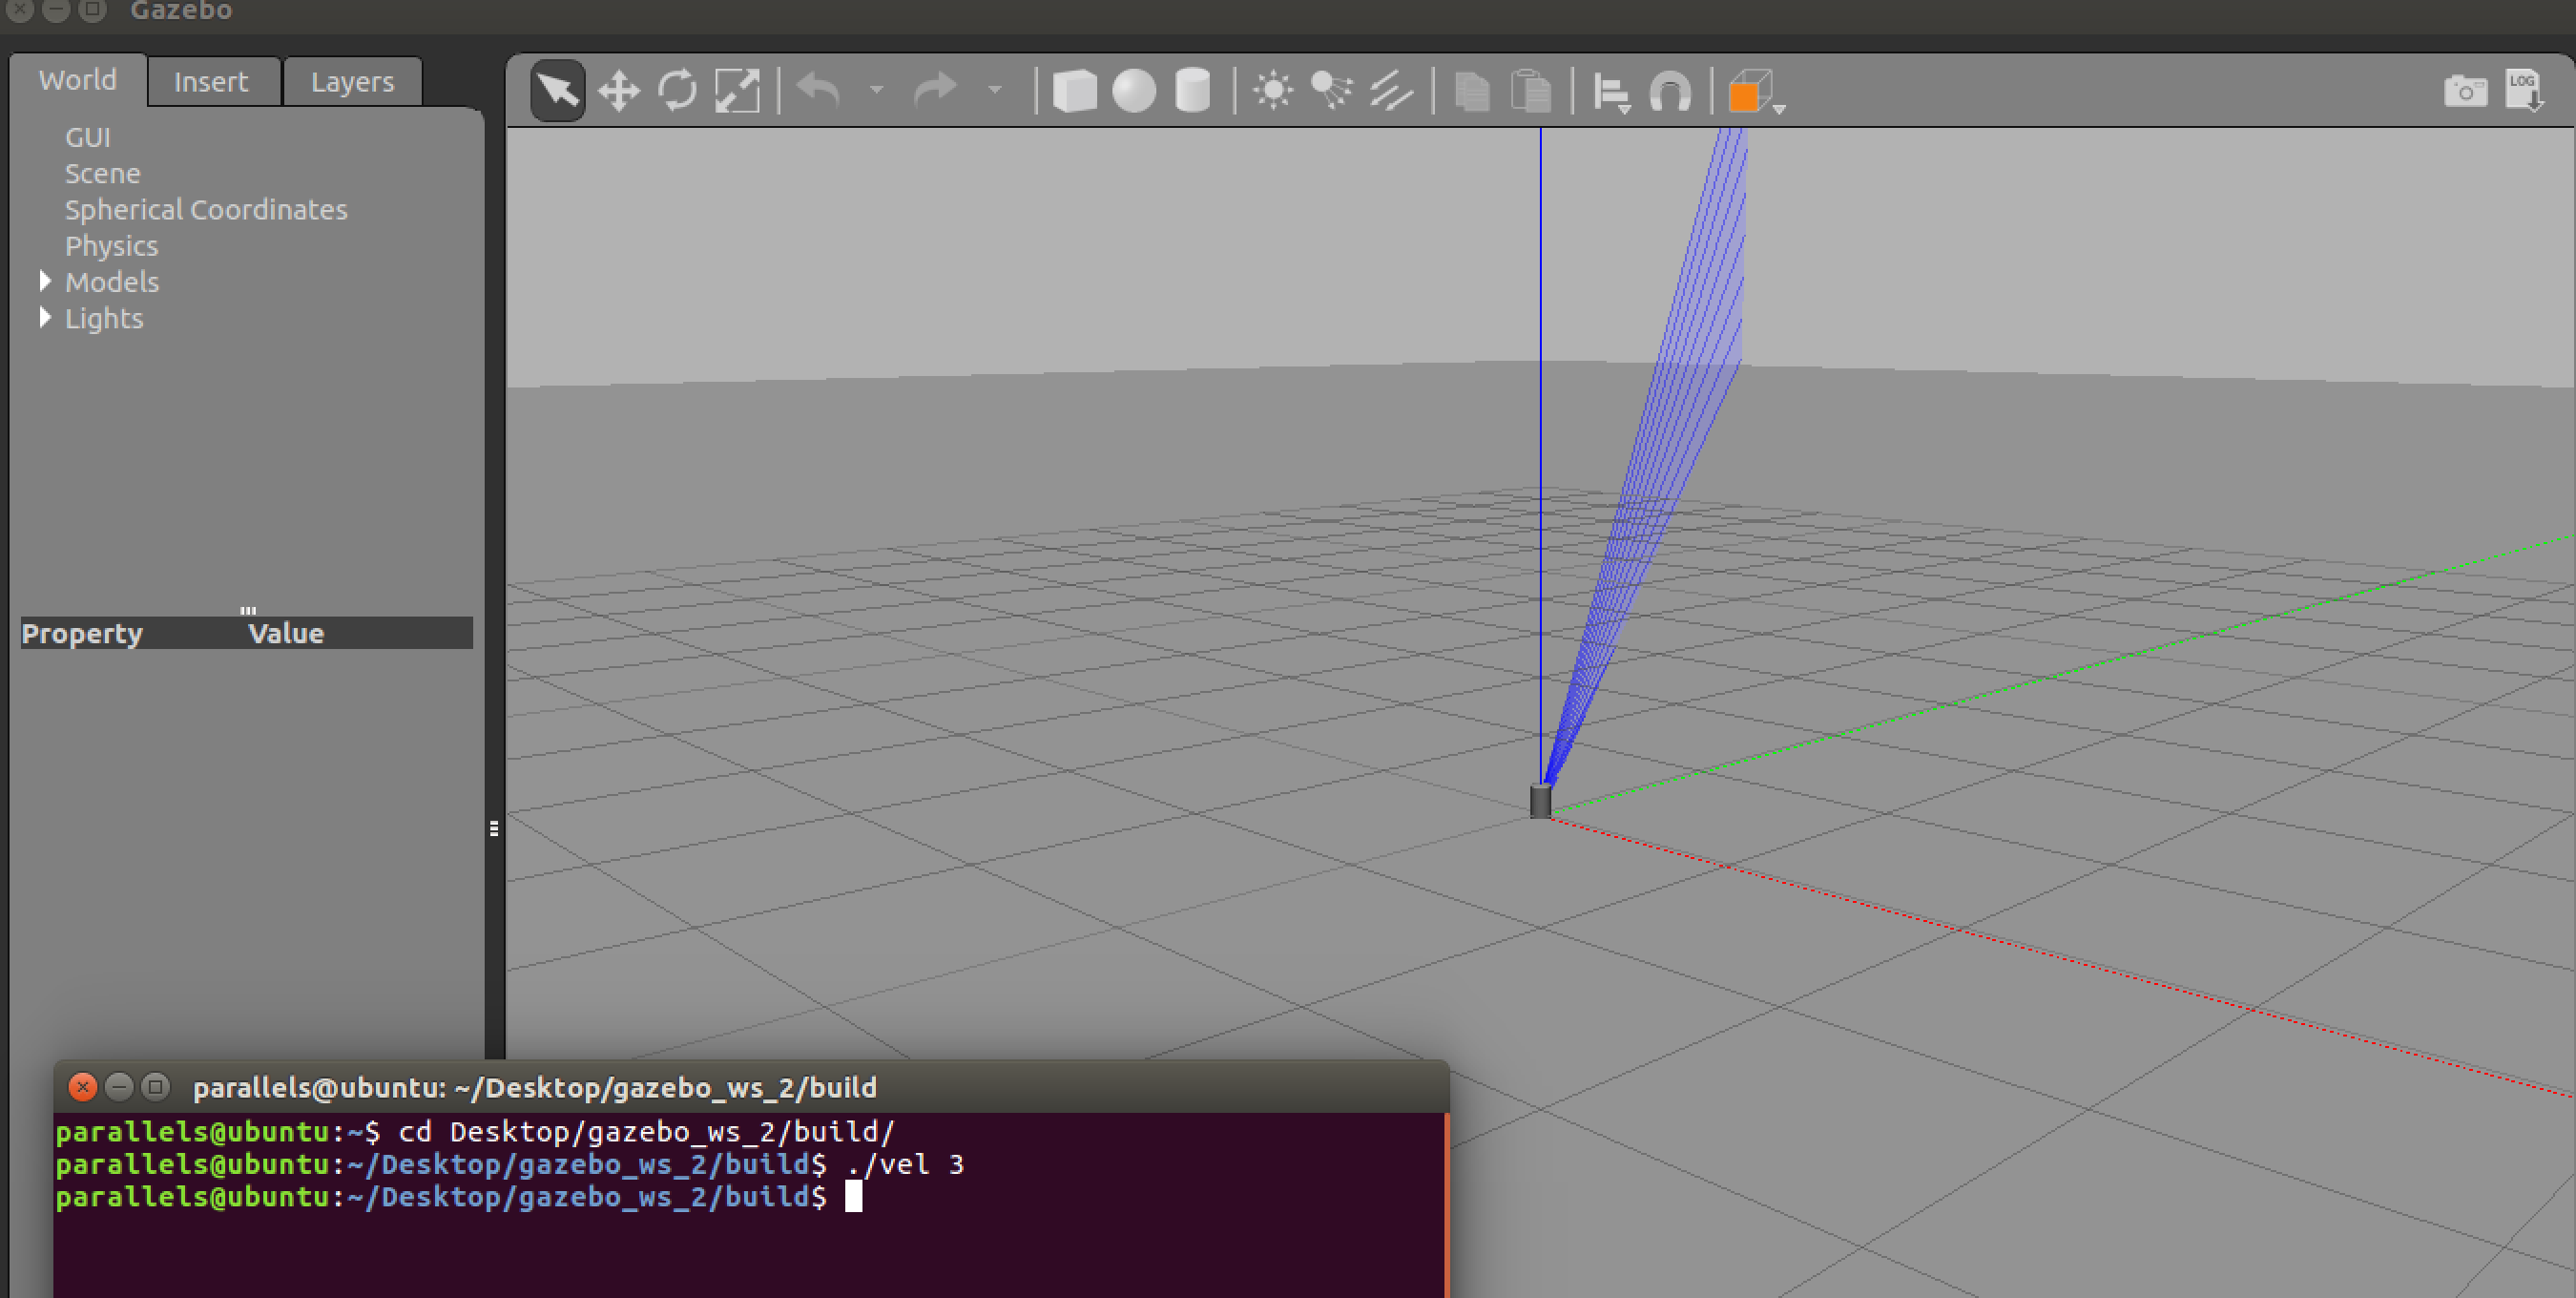 Gazebo
World Insert Layers
LOG
GUI
Scene
Spherical Coordinates
Physics
Models
Lights
Property Value
parallels@ubuntu: ~/Desktop/gazebo_ws_2/build
parallels@ubuntu:~$ cd Desktop/gazebo_ws_2/build/
parallels@ubuntu:~/Desktop/gazebo_ws_2/build$ ./vel 3
parallels@ubuntu:~/Desktop/gazebo_ws_2/build$